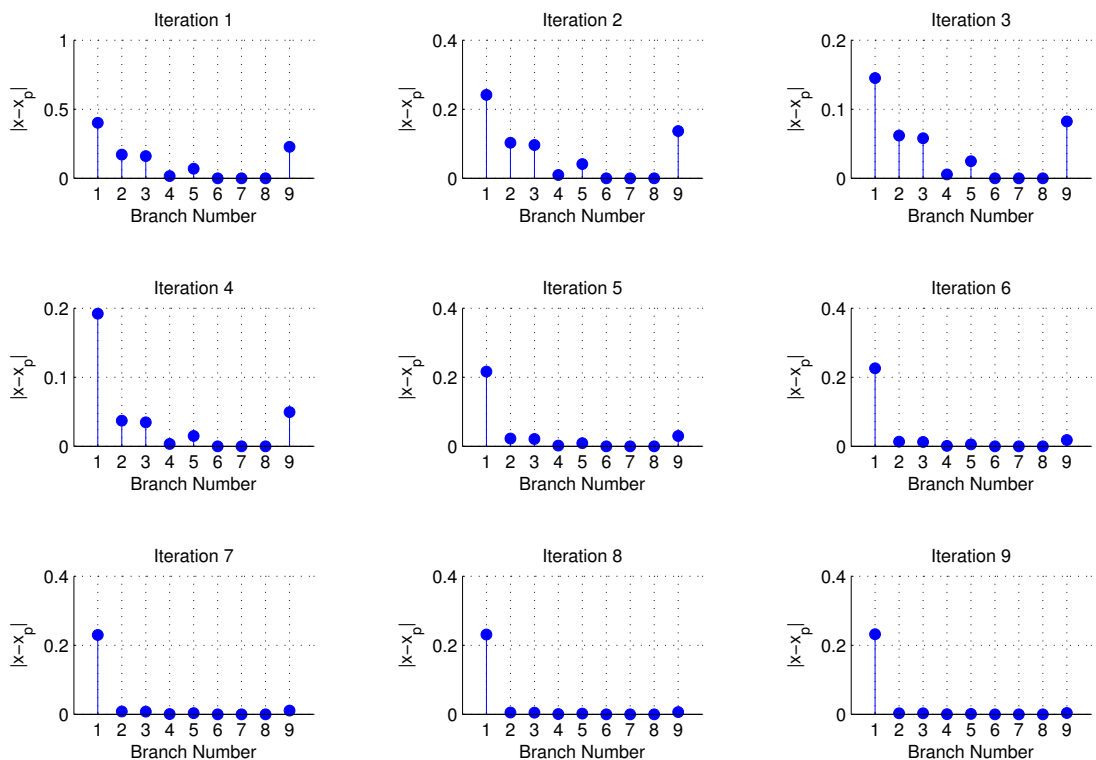 Iteration 1
1
0.5
0
|x−x_p|
1 2 3 4 5 6 7 8 9
Branch Number
Iteration 2
0.4
0.2
0
|x−x_p|
1 2 3 4 5 6 7 8 9
Branch Number
Iteration 3
0.2
0.1
0
|x−x_p|
1 2 3 4 5 6 7 8 9
Branch Number
Iteration 4
0.2
0.1
0
|x−x_p|
1 2 3 4 5 6 7 8 9
Branch Number
Iteration 5
0.4
0.2
0
|x−x_p|
1 2 3 4 5 6 7 8 9
Branch Number
Iteration 6
0.4
0.2
0
|x−x_p|
1 2 3 4 5 6 7 8 9
Branch Number
Iteration 7
0.4
0.2
0
|x−x_p|
1 2 3 4 5 6 7 8 9
Branch Number
Iteration 8
0.4
0.2
0
|x−x_p|
1 2 3 4 5 6 7 8 9
Branch Number
Iteration 9
0.4
0.2
0
|x−x_p|
1 2 3 4 5 6 7 8 9
Branch Number